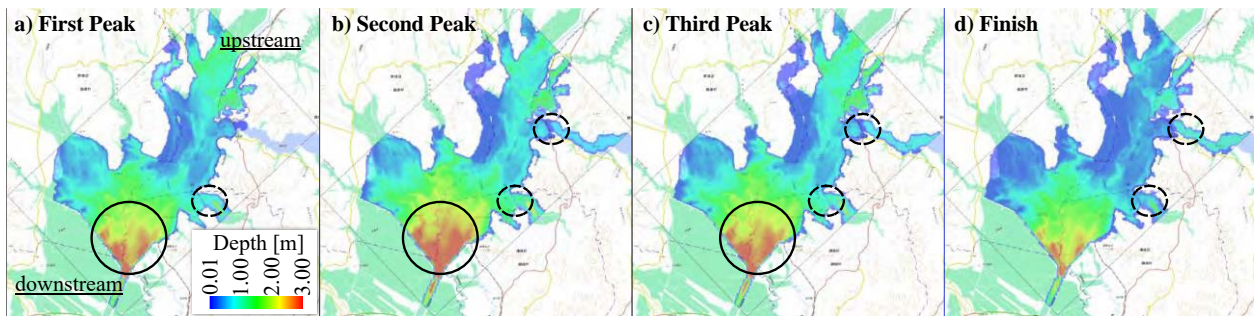 a) First Peak
upstream
b) Second Peak
c) Third Peak
d) Finish
Depth [m]
0.01
1.00
2.00
3.00
downstream